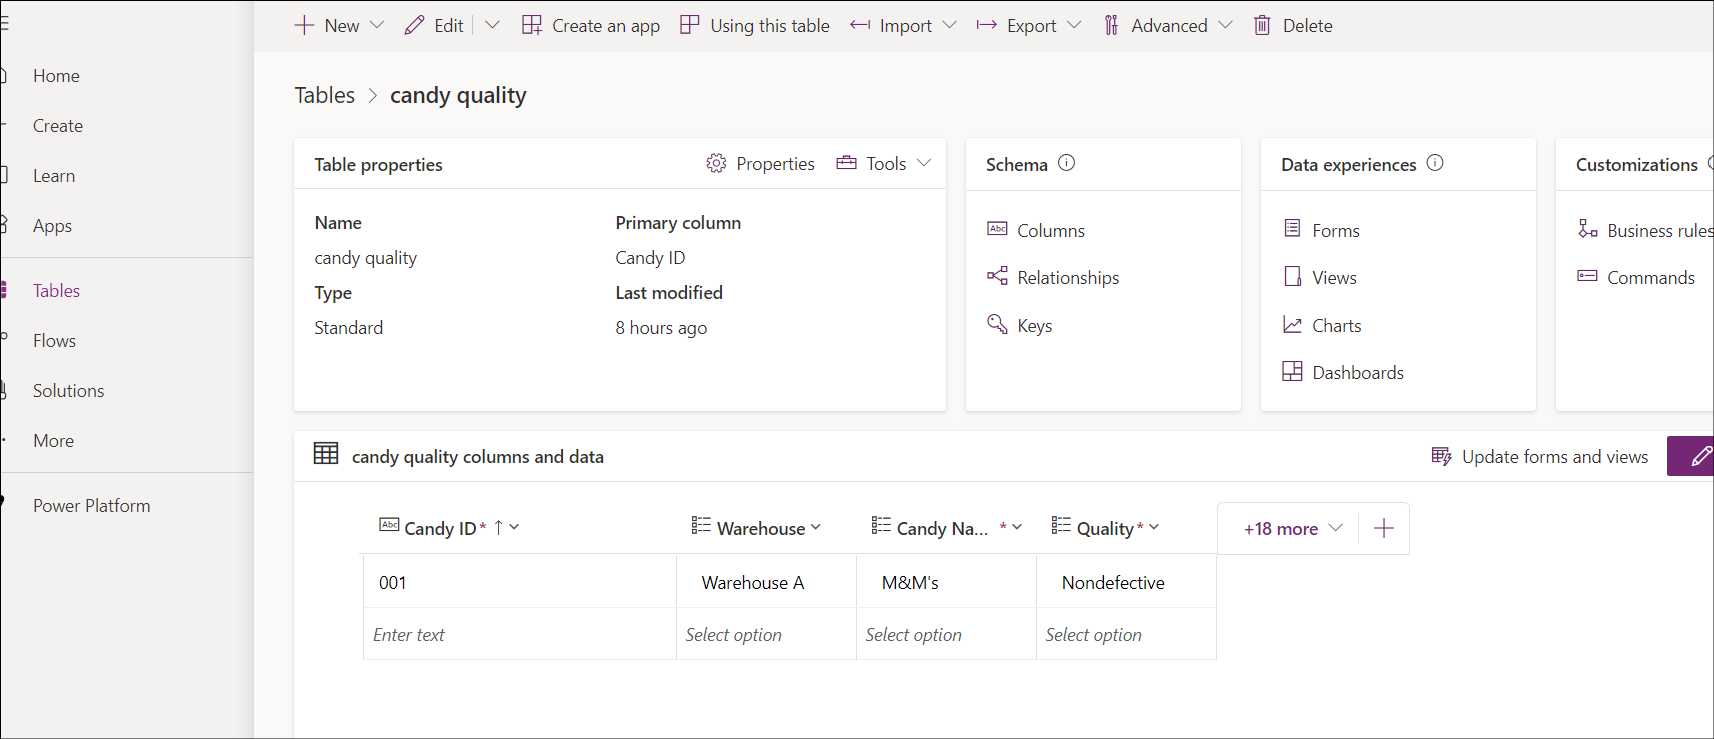 New Edit Create an app Using this table Import Export Advanced Delete
Home
Create
Learn
Apps
Tables
Flows
Solutions
More
Power Platform
Tables > candy quality
Table properties Properties Tools
Name Primary column
candy quality Candy ID
Type Last modified
Standard 8 hours ago
Schema
Columns
Relationships
Keys
Data experiences
Forms
Views
Charts
Dashboards
Customizations
Business rules
Commands
candy quality columns and data Update forms and views
Abc Candy ID* ↑ Warehouse Candy Na... * Quality* +18 more
001 Warehouse A M&M's Nondefective
Enter text Select option Select option Select option